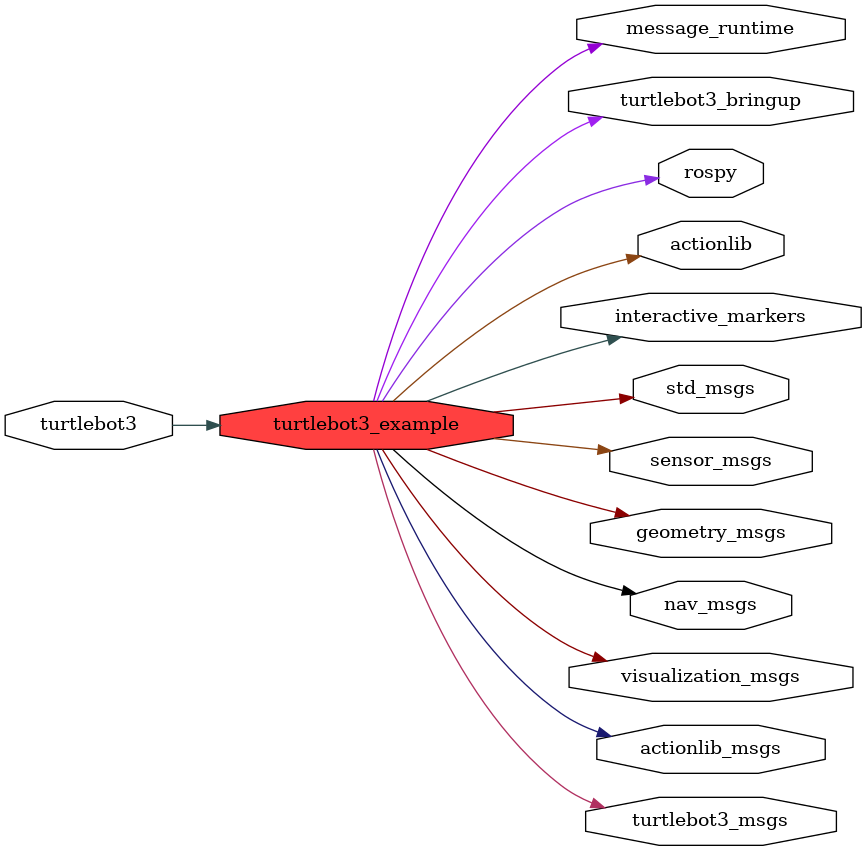 message_runtime
turtlebot3_bringup
rospy
actionlib
interactive_markers
std_msgs
turtlebot3
turtlebot3_example
sensor_msgs
geometry_msgs
nav_msgs
visualization_msgs
actionlib_msgs
turtlebot3_msgs